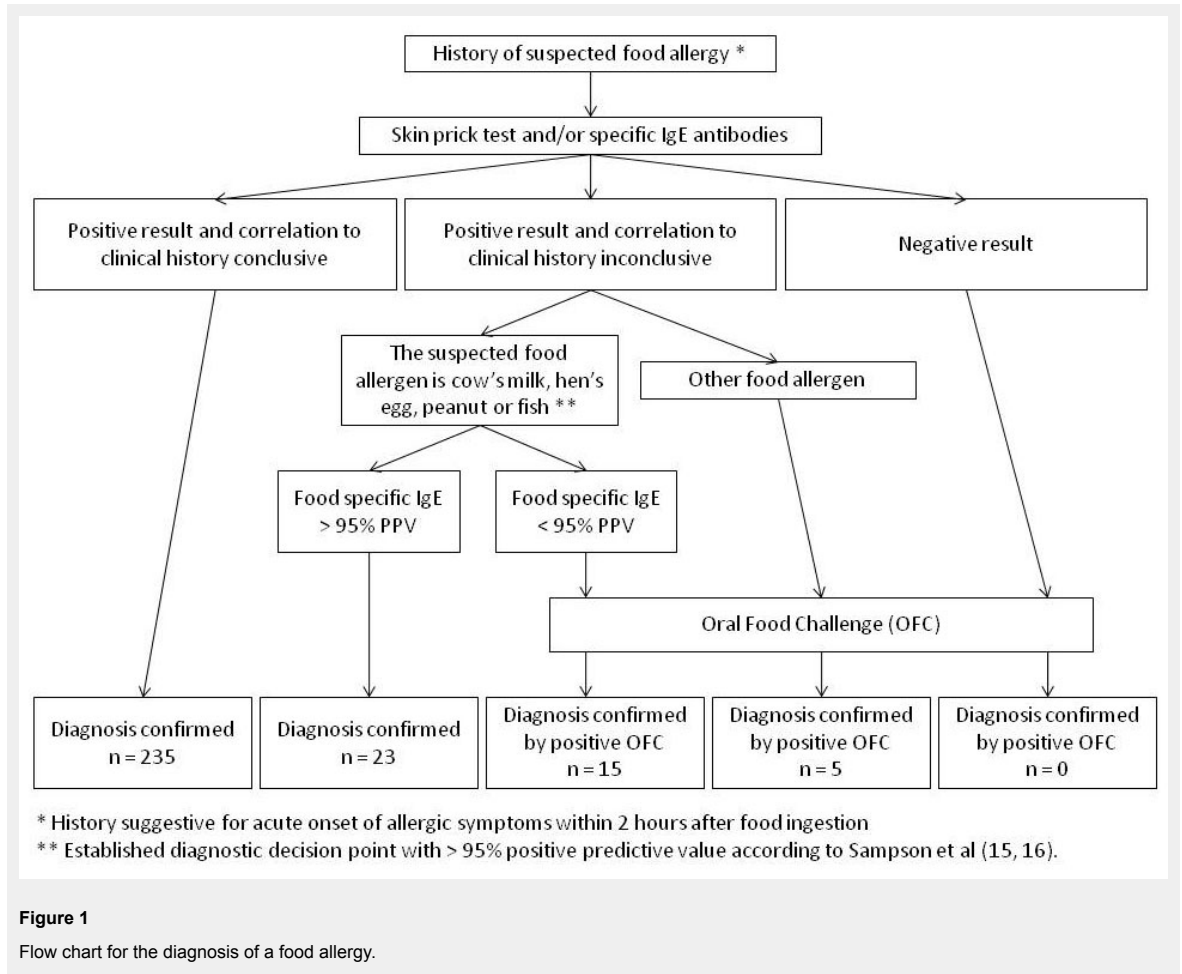 History of suspected food allergy *
Skin prick test and/or specific IgE antibodies
Positive result and correlation to
clinical history conclusive
Positive result and correlation to
clinical history inconclusive
Negative result
The suspected food
allergen is cow's milk, hen's
egg, peanut or fish **
Other food allergen
Food specific IgE
> 95% PPV
Food specific IgE
< 95% PPV
Oral Food Challenge (OFC)
Diagnosis confirmed
n = 235
Diagnosis confirmed
n = 23
Diagnosis confirmed
by positive OFC
n = 15
Diagnosis confirmed
by positive OFC
n = 5
Diagnosis confirmed
by positive OFC
n = 0
* History suggestive for acute onset of allergic symptoms within 2 hours after food ingestion
** Established diagnostic decision point with > 95% positive predictive value according to Sampson et al (15, 16).
Figure 1
Flow chart for the diagnosis of a food allergy.